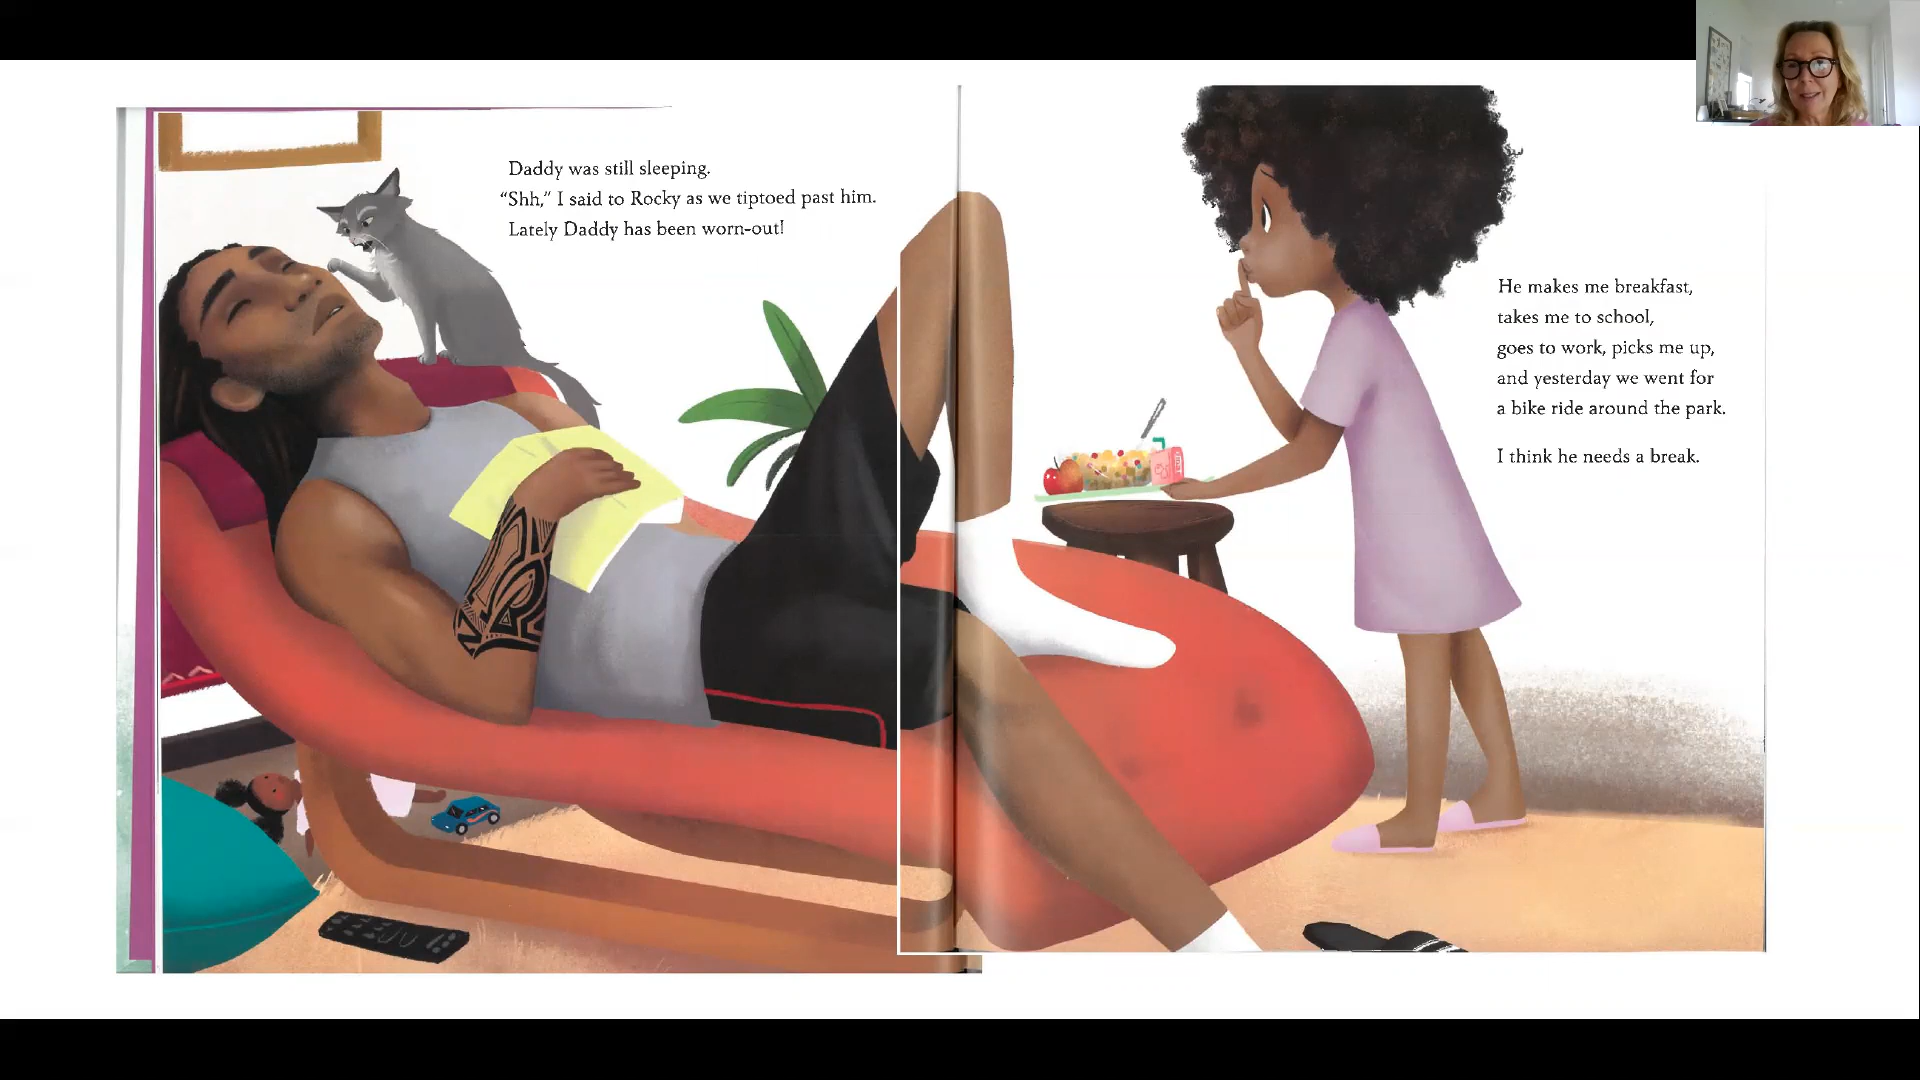 Daddy was still sleeping.
“Shh,” I said to Rocky as we tiptoed past him.
Lately Daddy has been worn-out!
He makes me breakfast,
takes me to school,
goes to work, picks me up,
and yesterday we went for
a bike ride around the park.
I think he needs a break.